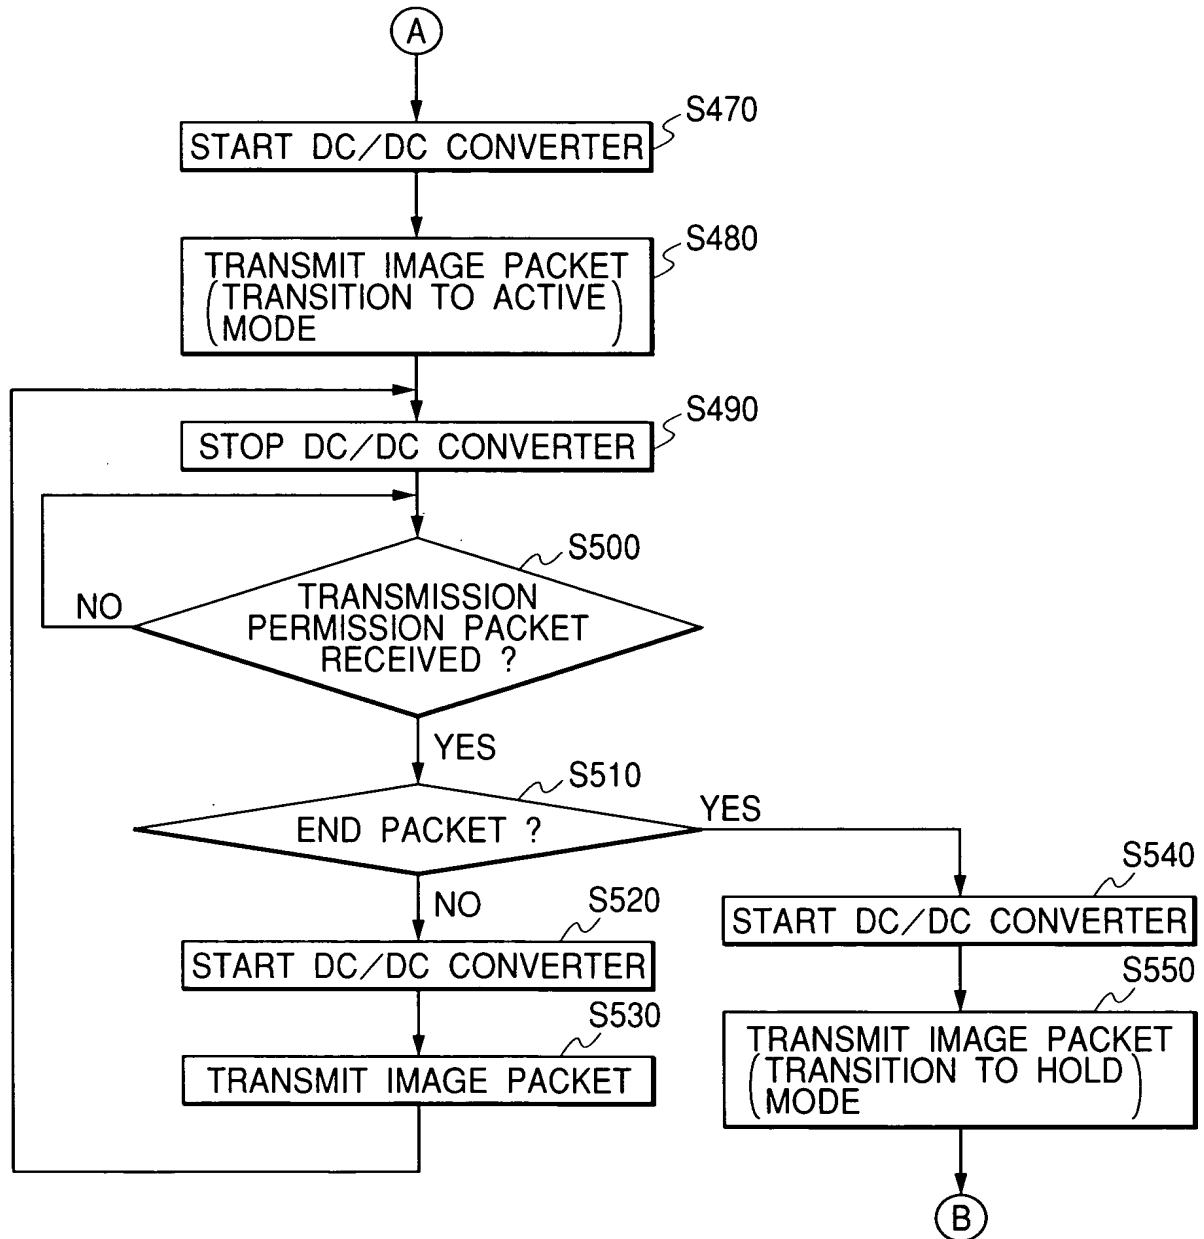 A
S470
START DC/DC CONVERTER
S480
TRANSMIT IMAGE PACKET
(TRANSITION TO ACTIVE
MODE)
S490
STOP DC/DC CONVERTER
S500
TRANSMISSION
PERMISSION PACKET
RECEIVED ?
NO
YES
S510
END PACKET ?
YES
NO
S520
START DC/DC CONVERTER
S530
TRANSMIT IMAGE PACKET
S540
START DC/DC CONVERTER
S550
TRANSMIT IMAGE PACKET
(TRANSITION TO HOLD
MODE)
B